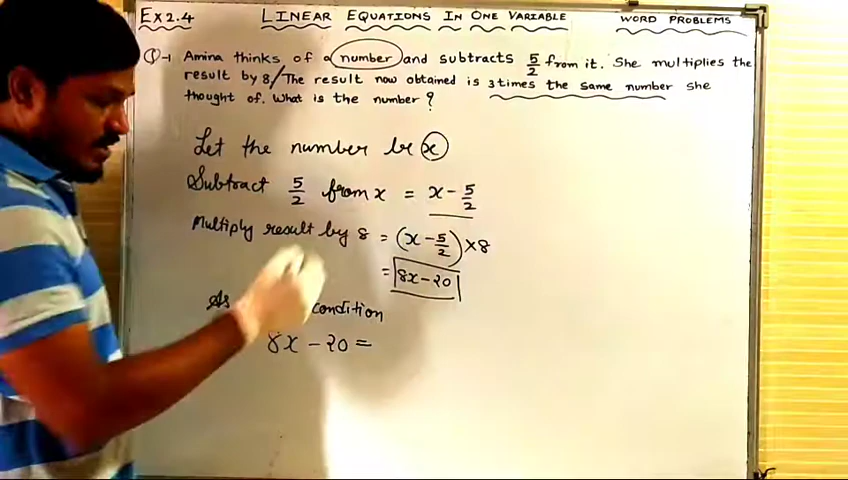 EX 2.4 LINEAR EQUATIONS IN ONE VARIABLE WORD PROBLEMS
Q-1 Amina thinks of a number and subtracts 5/2 from it. She multiplies the
result by 8/The result now obtained is 3 times the same number she
thought of. What is the number?
Let the number be x
Subtract 5/2 from x = x - 5/2
Multiply result by 8 = (x - 5/2) × 8
= 8x - 20
As condition
8x - 20 =